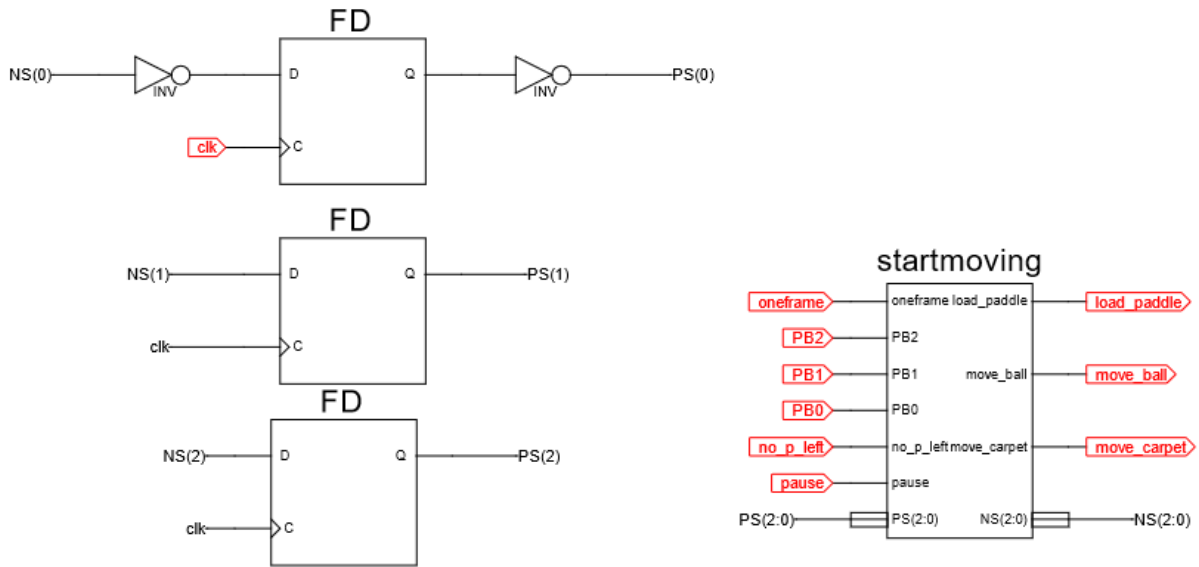 FD
NS(0)
INV
D
Q
INV
PS(0)
clk
C
FD
NS(1)
D
Q
PS(1)
clk
C
FD
NS(2)
D
Q
PS(2)
clk
C
startmoving
oneframe
oneframe load_paddle
load_paddle
PB2
PB2
PB1
PB1
move_ball
move_ball
PB0
PB0
no_p_left
no_p_left move_carpet
move_carpet
pause
pause
PS(2:0)
PS(2:0)
NS(2:0)
NS(2:0)